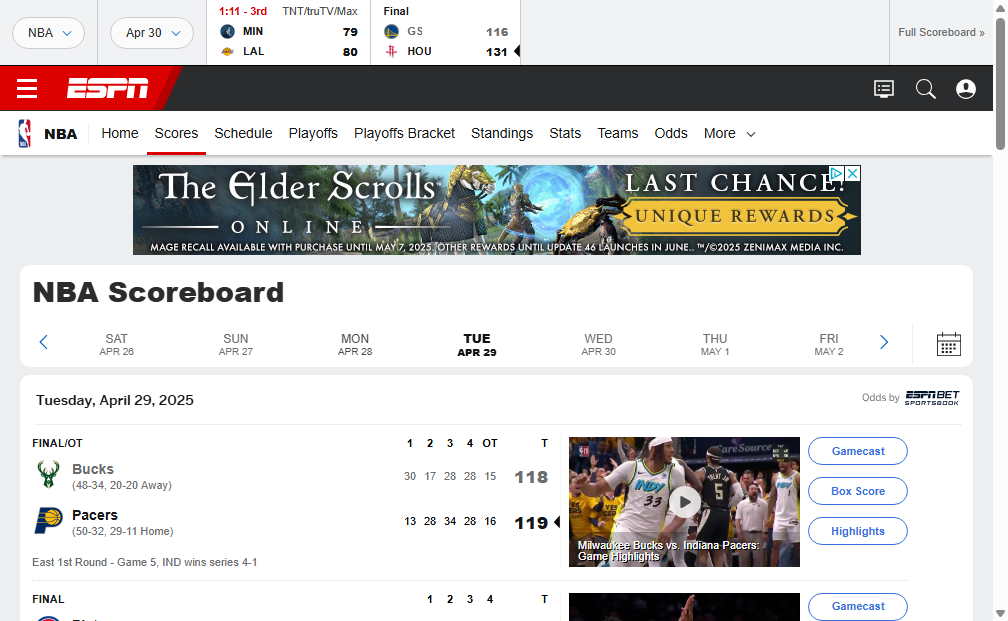 NBA
Apr 30
1:11 - 3rd TNT/truTV/Max
MIN 79
LAL 80
Final
GS 116
HOU 131
Full Scoreboard »
ESPN
NBA Home Scores Schedule Playoffs Playoffs Bracket Standings Stats Teams Odds More
The Elder Scrolls
ONLINE
LAST CHANCE!
UNIQUE REWARDS
MAGE RECALL AVAILABLE WITH PURCHASE UNTIL MAY 7, 2025. OTHER REWARDS UNTIL UPDATE 46 LAUNCHES IN JUNE.. ™/©2025 ZENIMAX MEDIA INC.
NBA Scoreboard
SAT SUN MON TUE WED THU FRI
APR 26 APR 27 APR 28 APR 29 APR 30 MAY 1 MAY 2
Tuesday, April 29, 2025
Odds by ESPN BET
SPORTSBOOK
FINAL/OT 1 2 3 4 OT T
Bucks 30 17 28 28 15 118
(48-34, 20-20 Away)
Pacers 13 28 34 28 16 119
(50-32, 29-11 Home)
East 1st Round - Game 5, IND wins series 4-1
INDY
33
5
Milwaukee Bucks vs. Indiana Pacers:
Game Highlights
Gamecast
Box Score
Highlights
FINAL 1 2 3 4 T
Gamecast